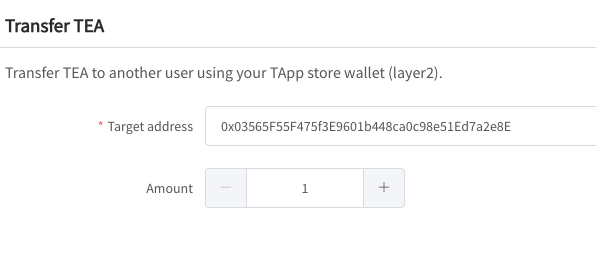 Transfer TEA
Transfer TEA to another user using your TApp store wallet (layer2).
* Target address 0x03565F55F475f3E9601b448ca0c98e51Ed7a2e8E
Amount − 1 +